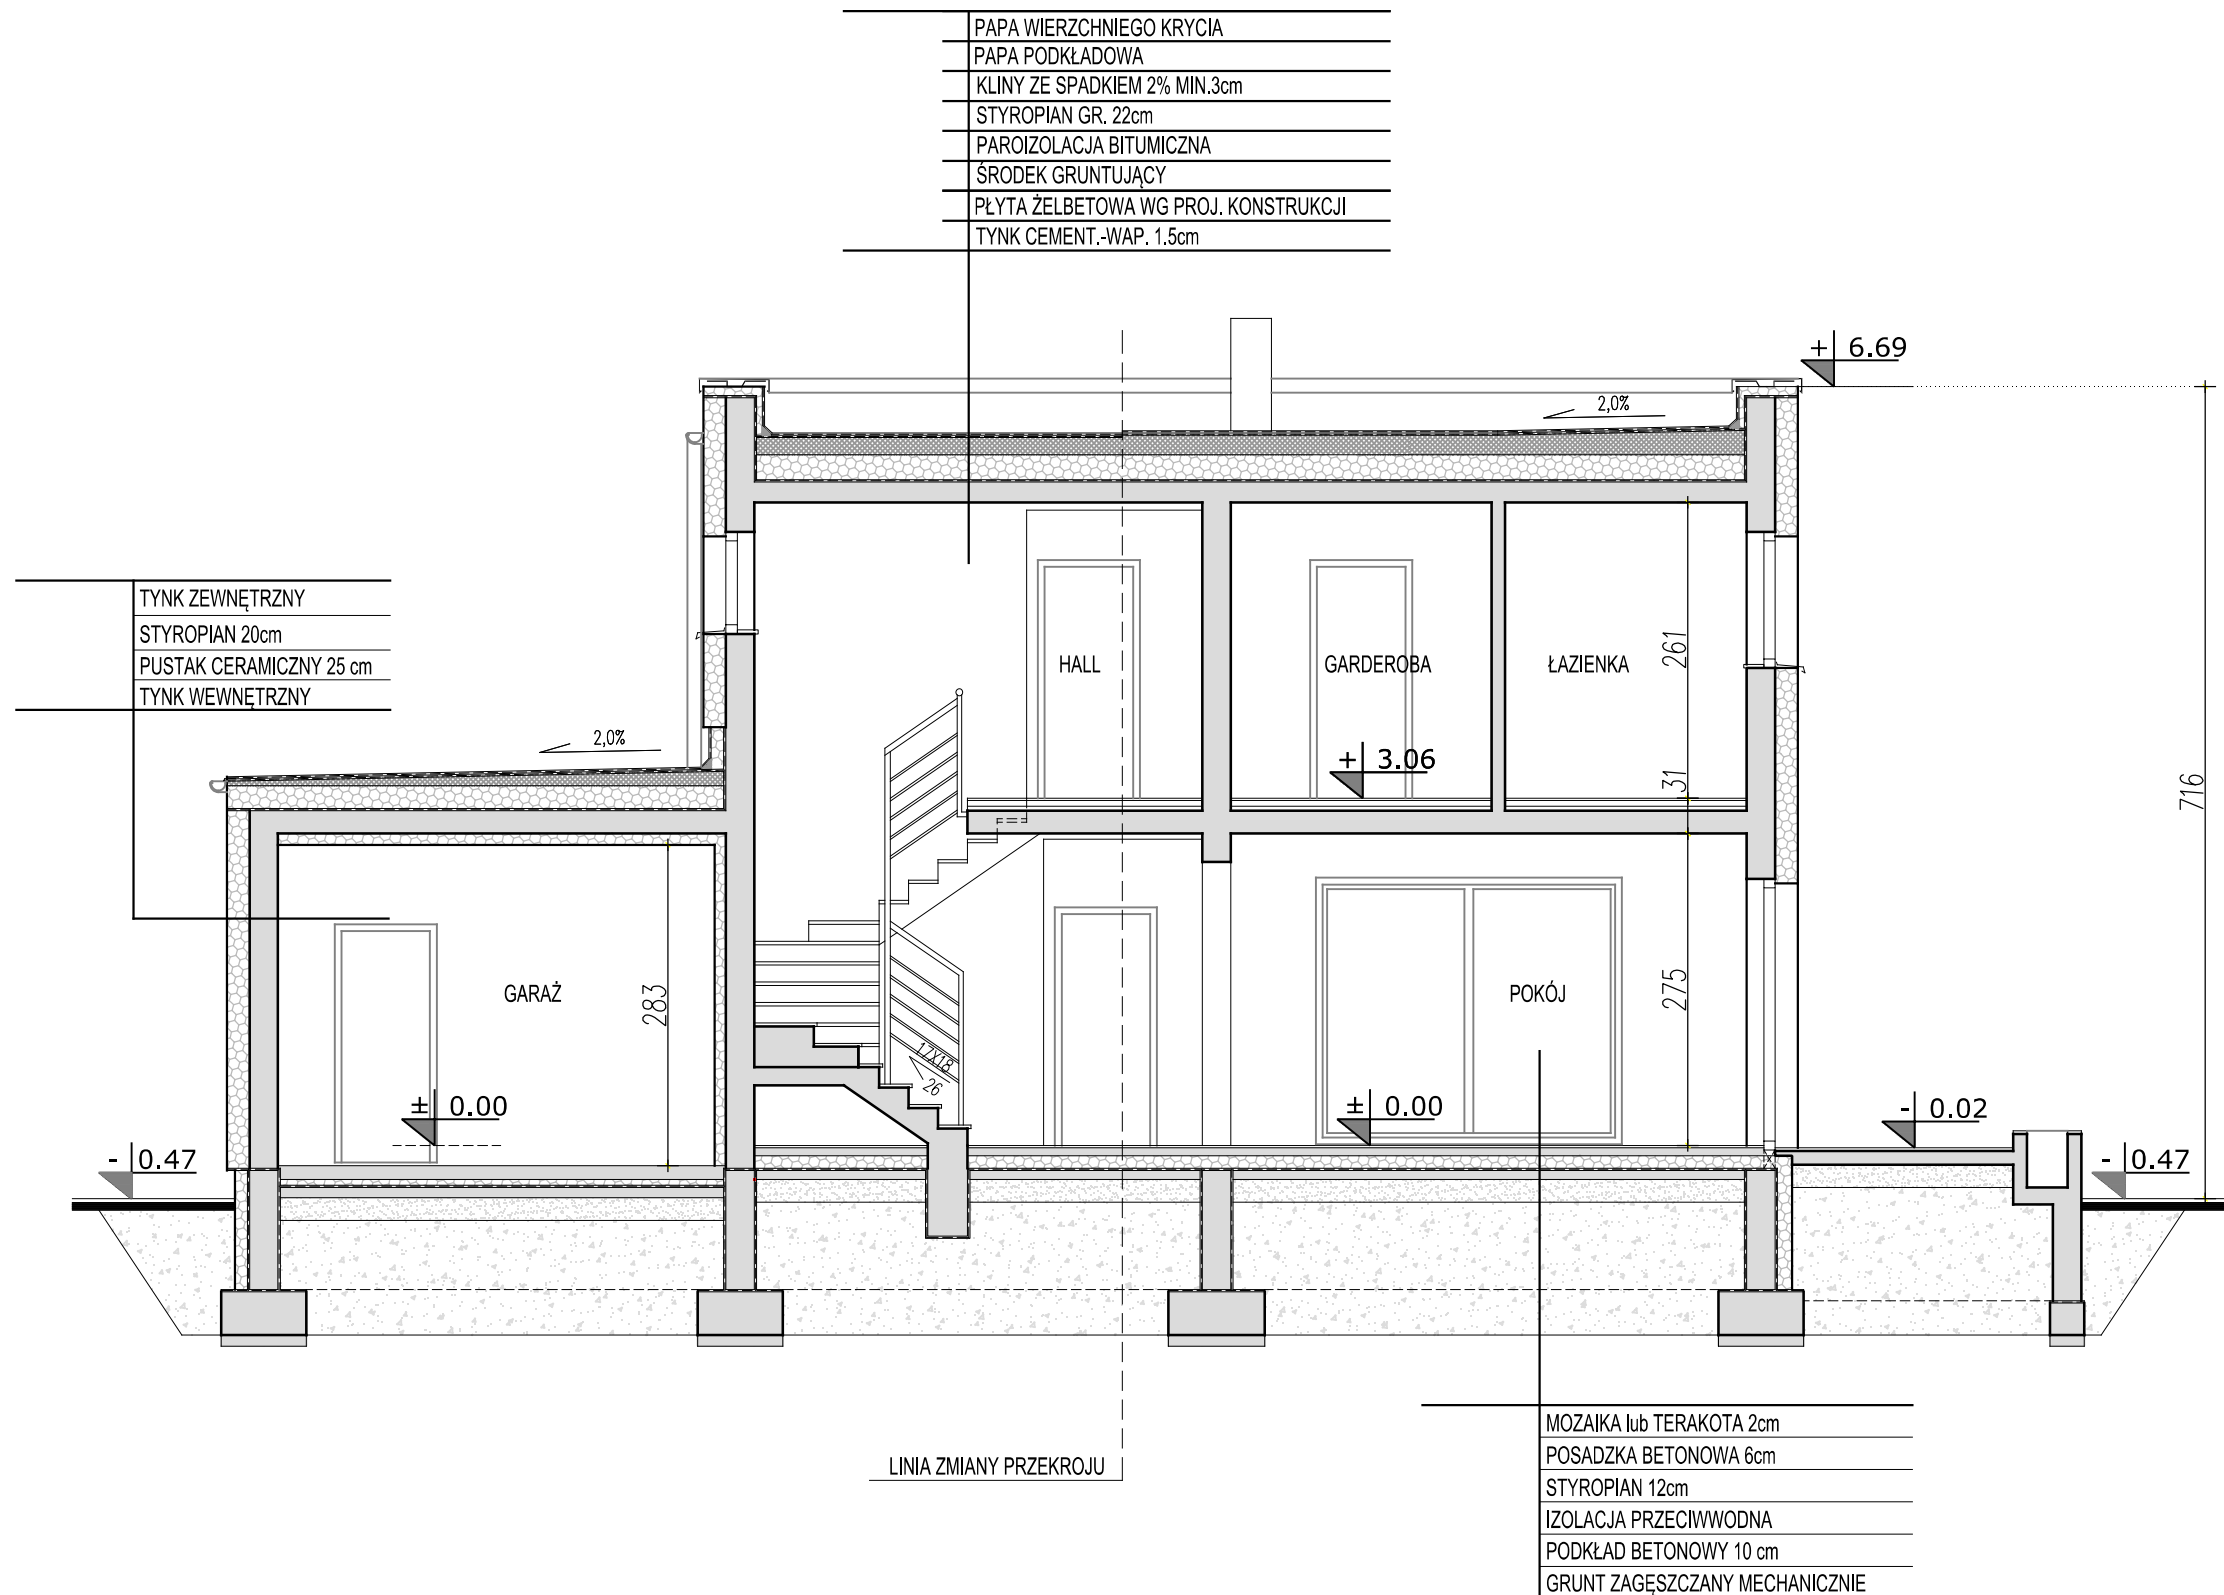 PAPA WIERZCHNIEGO KRYCIA
PAPA PODKŁADOWA
KLINY ZE SPADKIEM 2% MIN.3cm
STYROPIAN GR. 22cm
PAROIZOLACJA BITUMICZNA
ŚRODEK GRUNTUJĄCY
PŁYTA ŻELBETOWA WG PROJ. KONSTRUKCJI
TYNK CEMENT.-WAP. 1.5cm
+ 6.69
2,0%
TYNK ZEWNĘTRZNY
STYROPIAN 20cm
PUSTAK CERAMICZNY 25 cm
TYNK WEWNĘTRZNY
HALL
GARDEROBA
ŁAZIENKA
261
2,0%
+ 3.06
31
716
GARAŻ
283
POKÓJ
275
17X18
26
± 0.00
± 0.00
- 0.02
- 0.47
- 0.47
LINIA ZMIANY PRZEKROJU
MOZAIKA lub TERAKOTA 2cm
POSADZKA BETONOWA 6cm
STYROPIAN 12cm
IZOLACJA PRZECIWWODNA
PODKŁAD BETONOWY 10 cm
GRUNT ZAGĘSZCZANY MECHANICZNIE